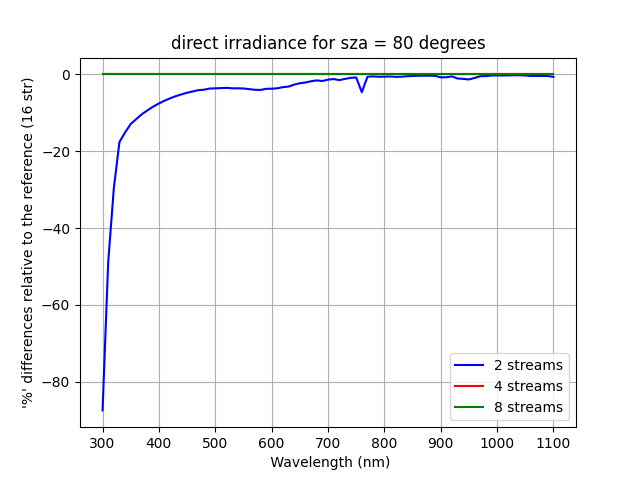 direct irradiance for sza = 80 degrees
'%' differences relative to the reference (16 str)
0
−20
−40
−60
−80
2 streams
4 streams
8 streams
300 400 500 600 700 800 900 1000 1100
Wavelength (nm)